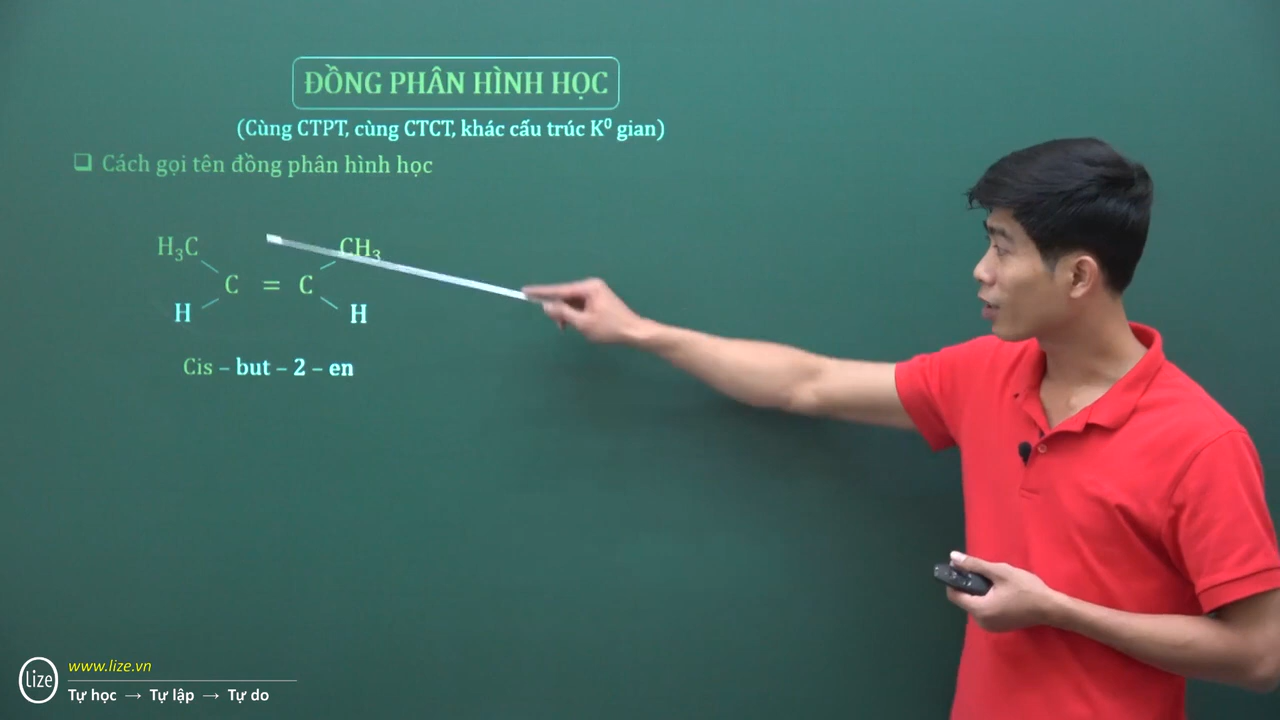 ĐỒNG PHÂN HÌNH HỌC
(Cùng CTPT, cùng CTCT, khác cấu trúc K⁰ gian)
❑ Cách gọi tên đồng phân hình học
H₃C CH₃
C = C
H H
Cis – but – 2 – en
lize
www.lize.vn
Tự học → Tự lập → Tự do